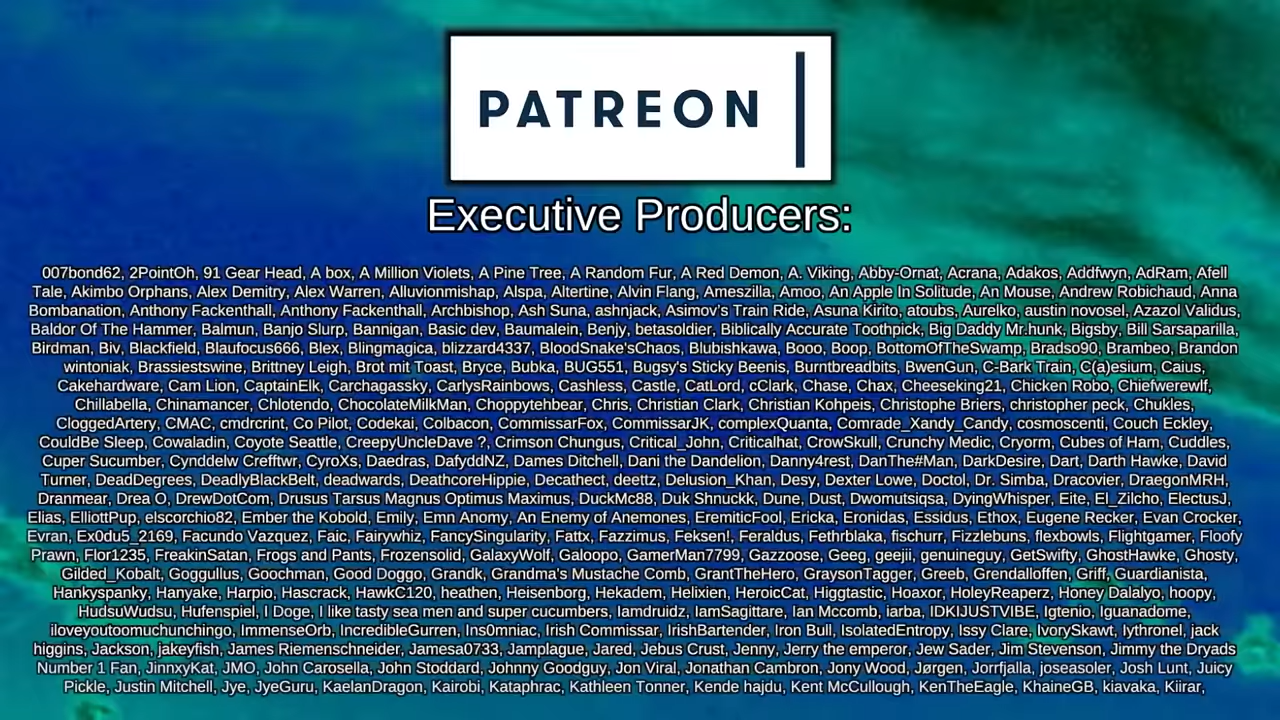 PATREON
Executive Producers:
007bond62, 2PointOh, 91 Gear Head, A box, A Million Violets, A Pine Tree, A Random Fur, A Red Demon, A. Viking, Abby-Ornat, Acrana, Adakos, Addfwyn, AdRam, Afell
Tale, Akimbo Orphans, Alex Demitry, Alex Warren, Alluvionmishap, Alspa, Altertine, Alvin Flang, Ameszilla, Amoo, An Apple In Solitude, An Mouse, Andrew Robichaud, Anna
Bombanation, Anthony Fackenthall, Anthony Fackenthall, Archbishop, Ash Suna, ashnjack, Asimov's Train Ride, Asuna Kirito, atoubs, Aurelko, austin novosel, Azazol Validus,
Baldor Of The Hammer, Balmun, Banjo Slurp, Bannigan, Basic dev, Baumalein, Benjy, betasoldier, Biblically Accurate Toothpick, Big Daddy Mr.hunk, Bigsby, Bill Sarsaparilla,
Birdman, Biv, Blackfield, Blaufocus666, Blex, Blingmagica, blizzard4337, BloodSnake'sChaos, Blubishkawa, Booo, Boop, BottomOfTheSwamp, Bradso90, Brambeo, Brandon
wintoniak, Brassiestswine, Brittney Leigh, Brot mit Toast, Bryce, Bubka, BUG551, Bugsy's Sticky Beenis, Burntbreadbits, BwenGun, C-Bark Train, C(a)esium, Caius,
Cakehardware, Cam Lion, CaptainElk, Carchagassky, CarlysRainbows, Cashless, Castle, CatLord, cClark, Chase, Chax, Cheeseking21, Chicken Robo, Chiefwerewlf,
Chillabella, Chinamancer, Chlotendo, ChocolateMilkMan, Choppytehbear, Chris, Christian Clark, Christian Kohpeis, Christophe Briers, christopher peck, Chukles,
CloggedArtery, CMAC, cmdrcrint, Co Pilot, Codekai, Colbacon, CommissarFox, CommissarJK, complexQuanta, Comrade_Xandy_Candy, cosmoscenti, Couch Eckley,
CouldBe Sleep, Cowaladin, Coyote Seattle, CreepyUncleDave ?, Crimson Chungus, Critical_John, Criticalhat, CrowSkull, Crunchy Medic, Cryorm, Cubes of Ham, Cuddles,
Cuper Sucumber, Cynddelw Crefftwr, CyroXs, Daedras, DafyddNZ, Dames Ditchell, Dani the Dandelion, Danny4rest, DanThe#Man, DarkDesire, Dart, Darth Hawke, David
Turner, DeadDegrees, DeadlyBlackBelt, deadwards, DeathcoreHippie, Decathect, deettz, Delusion_Khan, Desy, Dexter Lowe, Doctol, Dr. Simba, Dracovier, DraegonMRH,
Dranmear, Drea O, DrewDotCom, Drusus Tarsus Magnus Optimus Maximus, DuckMc88, Duk Shnuckk, Dune, Dust, Dwomutsiqsa, DyingWhisper, Eite, El_Zilcho, ElectusJ,
Elias, ElliottPup, elscorchio82, Ember the Kobold, Emily, Emn Anomy, An Enemy of Anemones, EremiticFool, Ericka, Eronidas, Essidus, Ethox, Eugene Recker, Evan Crocker,
Evran, Ex0du5_2169, Facundo Vazquez, Faic, Fairywhiz, FancySingularity, Fattx, Fazzimus, Feksen!, Feraldus, Fethrblaka, fischurr, Fizzlebuns, flexbowls, Flightgamer, Floofy
Prawn, Flor1235, FreakinSatan, Frogs and Pants, Frozensolid, GalaxyWolf, Galoopo, GamerMan7799, Gazzoose, Geeg, geejii, genuineguy, GetSwifty, GhostHawke, Ghosty,
Gilded_Kobalt, Goggullus, Goochman, Good Doggo, Grandk, Grandma's Mustache Comb, GrantTheHero, GraysonTagger, Greeb, Grendalloffen, Griff, Guardianista,
Hankyspanky, Hanyake, Harpio, Hascrack, HawkC120, heathen, Heisenborg, Hekadem, Helixien, HeroicCat, Higgtastic, Hoaxor, HoleyReaperz, Honey Dalalyo, hoopy,
HudsuWudsu, Hufenspiel, I Doge, I like tasty sea men and super cucumbers, Iamdruidz, IamSagittare, Ian Mccomb, iarba, IDKIJUSTVIBE, Igtenio, Iguanadome,
iloveyoutoomuchunchingo, ImmenseOrb, IncredibleGurren, Ins0mniac, Irish Commissar, IrishBartender, Iron Bull, IsolatedEntropy, Issy Clare, IvorySkawt, Iythronel, jack
higgins, Jackson, jakeyfish, James Riemenschneider, Jamesa0733, Jamplague, Jared, Jebus Crust, Jenny, Jerry the emperor, Jew Sader, Jim Stevenson, Jimmy the Dryads
Number 1 Fan, JinnxyKat, JMO, John Carosella, John Stoddard, Johnny Goodguy, Jon Viral, Jonathan Cambron, Jony Wood, Jørgen, Jorrfjalla, joseasoler, Josh Lunt, Juicy
Pickle, Justin Mitchell, Jye, JyeGuru, KaelanDragon, Kairobi, Kataphrac, Kathleen Tonner, Kende hajdu, Kent McCullough, KenTheEagle, KhaineGB, kiavaka, Kiirar,